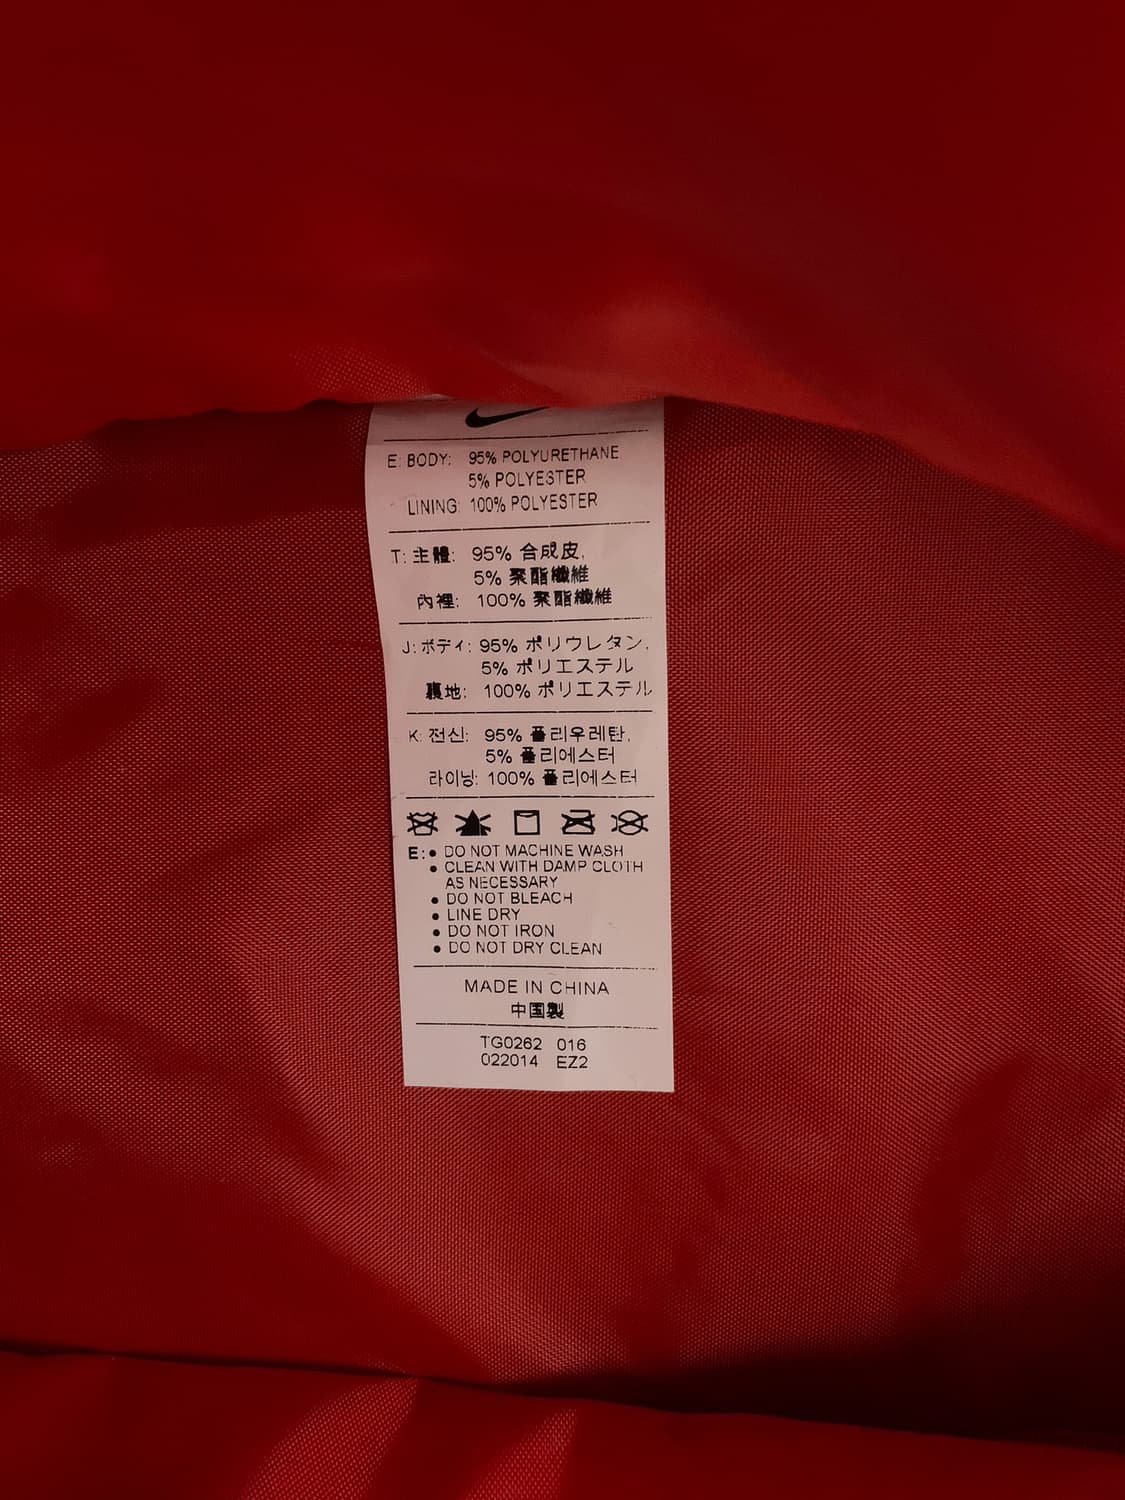 E: BODY: 95% POLYURETHANE
5% POLYESTER
LINING: 100% POLYESTER
T: 主體: 95% 合成皮,
5% 聚酯纖維
內裡: 100% 聚酯纖維
J: ボディ: 95% ポリウレタン,
5% ポリエステル
裏地: 100% ポリエステル
K: 전신: 95% 폴리우레탄,
5% 폴리에스터
라이닝: 100% 폴리에스터
E: • DO NOT MACHINE WASH
• CLEAN WITH DAMP CLOTH
AS NECESSARY
• DO NOT BLEACH
• LINE DRY
• DO NOT IRON
• DO NOT DRY CLEAN
MADE IN CHINA
中国製
TG0262 016
022014 EZ2